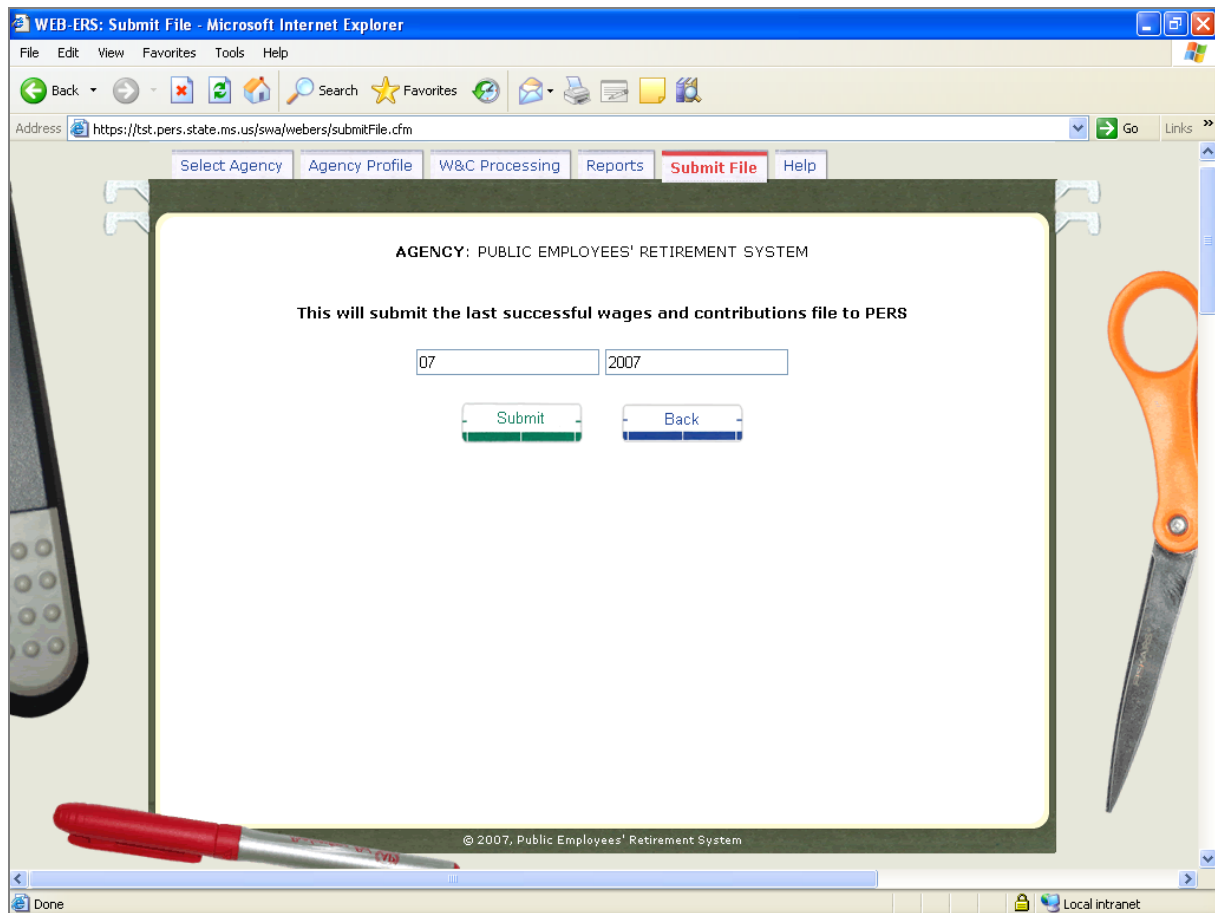 WEB-ERS: Submit File - Microsoft Internet Explorer
File Edit View Favorites Tools Help
Back Search Favorites
Address https://tst.pers.state.ms.us/swa/webers/submitFile.cfm Go Links »
Select Agency Agency Profile W&C Processing Reports Submit File Help
AGENCY: PUBLIC EMPLOYEES' RETIREMENT SYSTEM
This will submit the last successful wages and contributions file to PERS
07 2007
Submit Back
© 2007, Public Employees' Retirement System
Done Local intranet